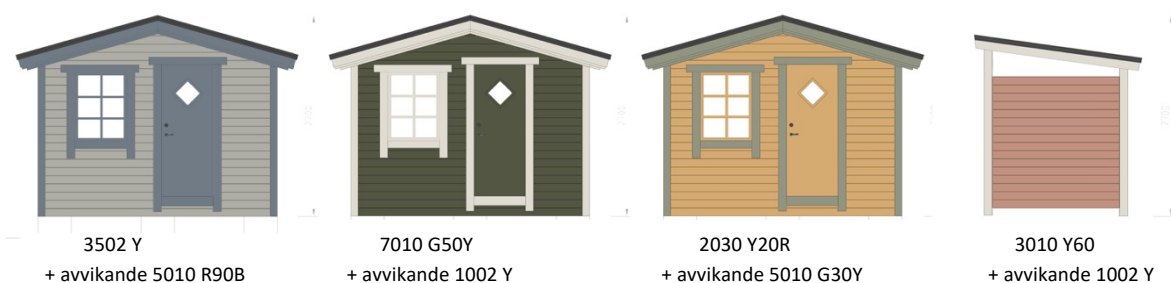 3502 Y
+ avvikande 5010 R90B
7010 G50Y
+ avvikande 1002 Y
2030 Y20R
+ avvikande 5010 G30Y
3010 Y60
+ avvikande 1002 Y